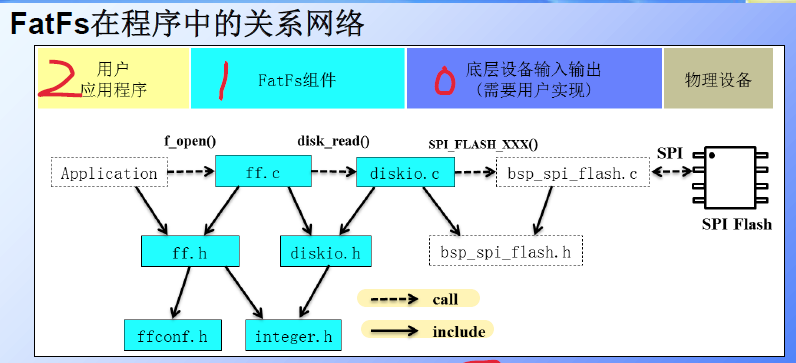 FatFs在程序中的关系网络
2
用户
应用程序
1
FatFs组件
0
底层设备输入输出
(需要用户实现)
物理设备
f_open()
disk_read()
SPI_FLASH_XXX()
SPI
Application
ff.c
diskio.c
bsp_spi_flash.c
SPI Flash
ff.h
diskio.h
bsp_spi_flash.h
call
ffconf.h
integer.h
include